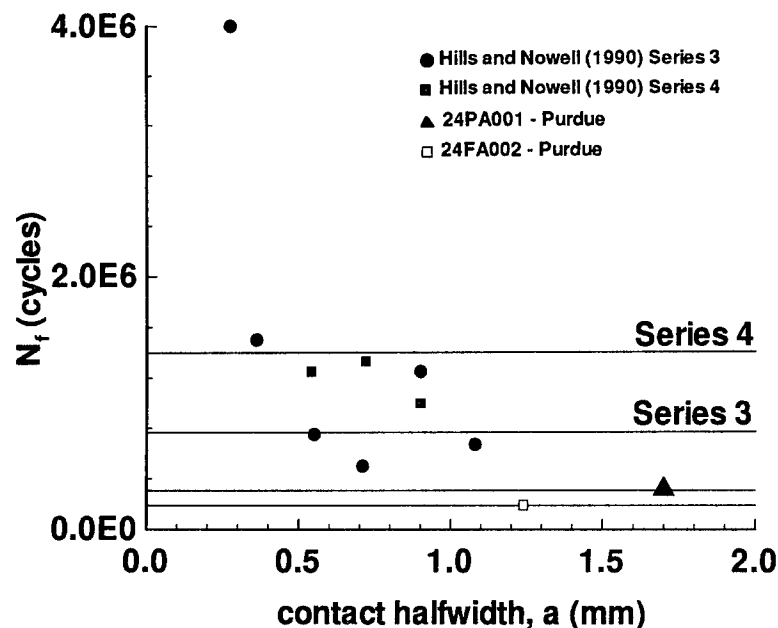 4.0E6
Hills and Nowell (1990) Series 3
Hills and Nowell (1990) Series 4
24PA001 - Purdue
24FA002 - Purdue
N_f (cycles)
2.0E6
Series 4
Series 3
0.0E0
0.0 0.5 1.0 1.5 2.0
contact halfwidth, a (mm)